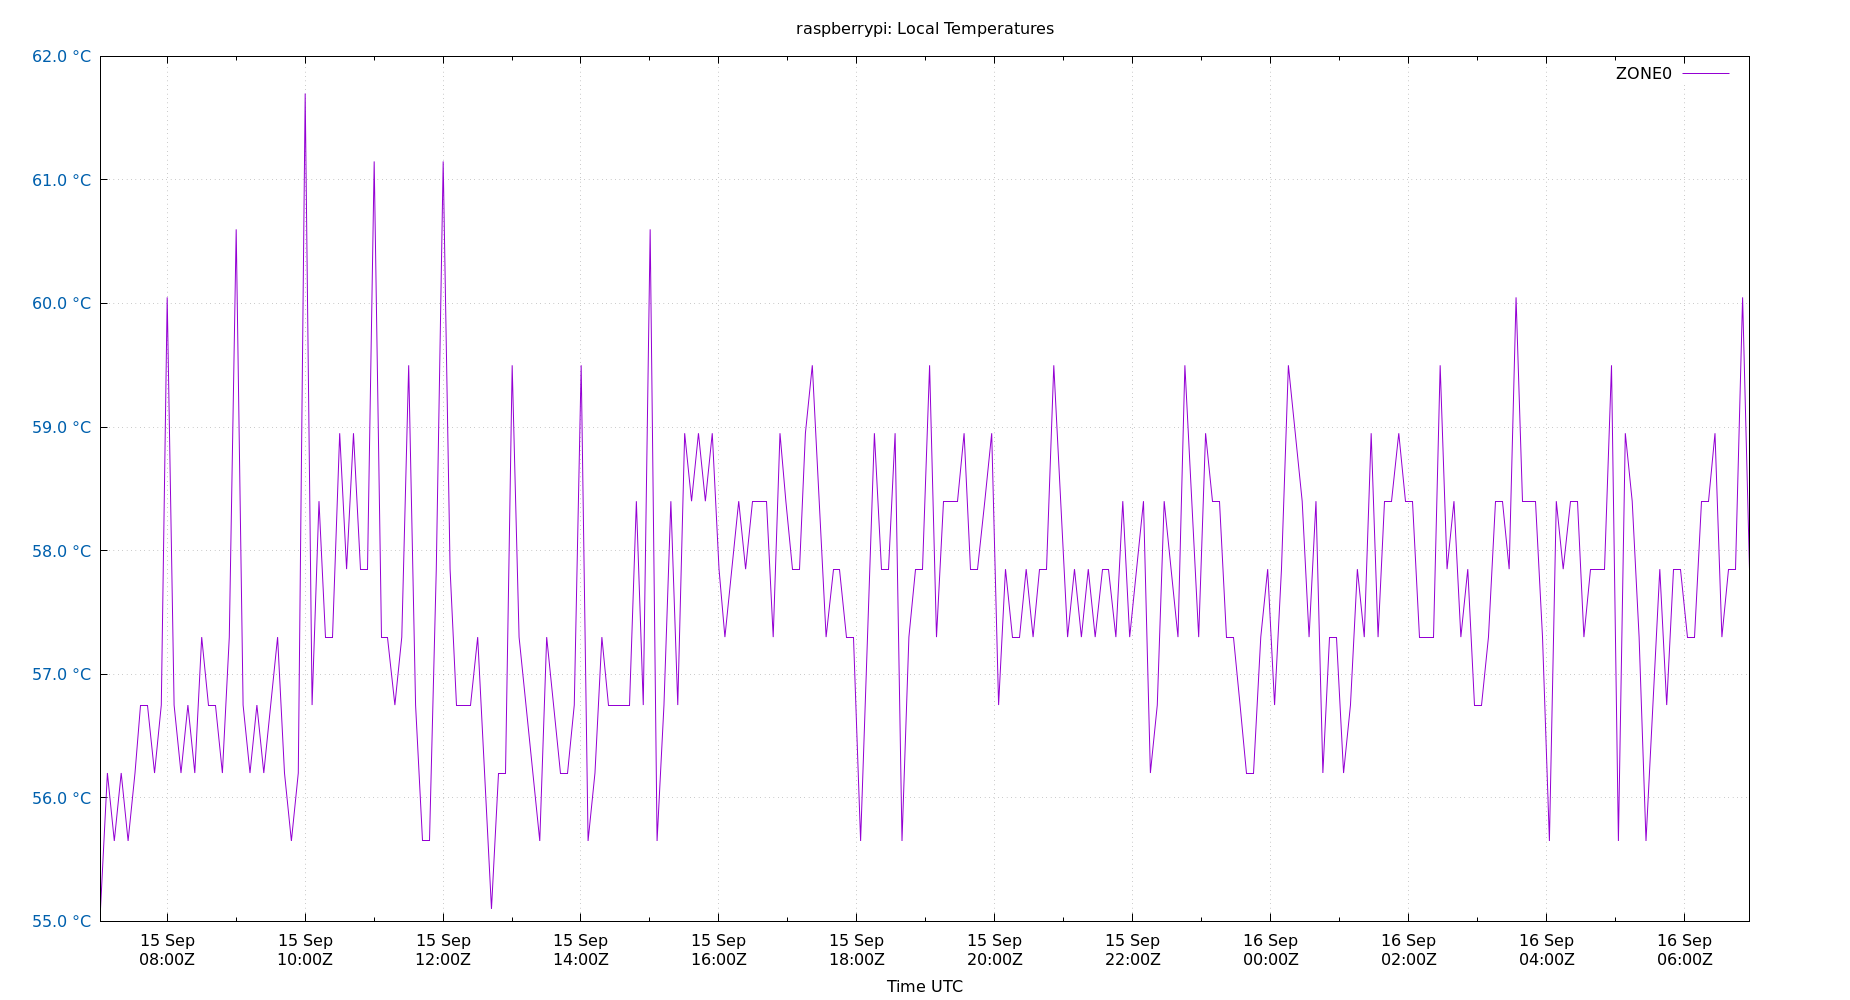 raspberrypi: Local Temperatures
62.0 °C
ZONE0
61.0 °C
60.0 °C
59.0 °C
58.0 °C
57.0 °C
56.0 °C
55.0 °C
15 Sep 15 Sep 15 Sep 15 Sep 15 Sep 15 Sep 15 Sep 15 Sep 16 Sep 16 Sep 16 Sep 16 Sep
08:00Z 10:00Z 12:00Z 14:00Z 16:00Z 18:00Z 20:00Z 22:00Z 00:00Z 02:00Z 04:00Z 06:00Z
Time UTC